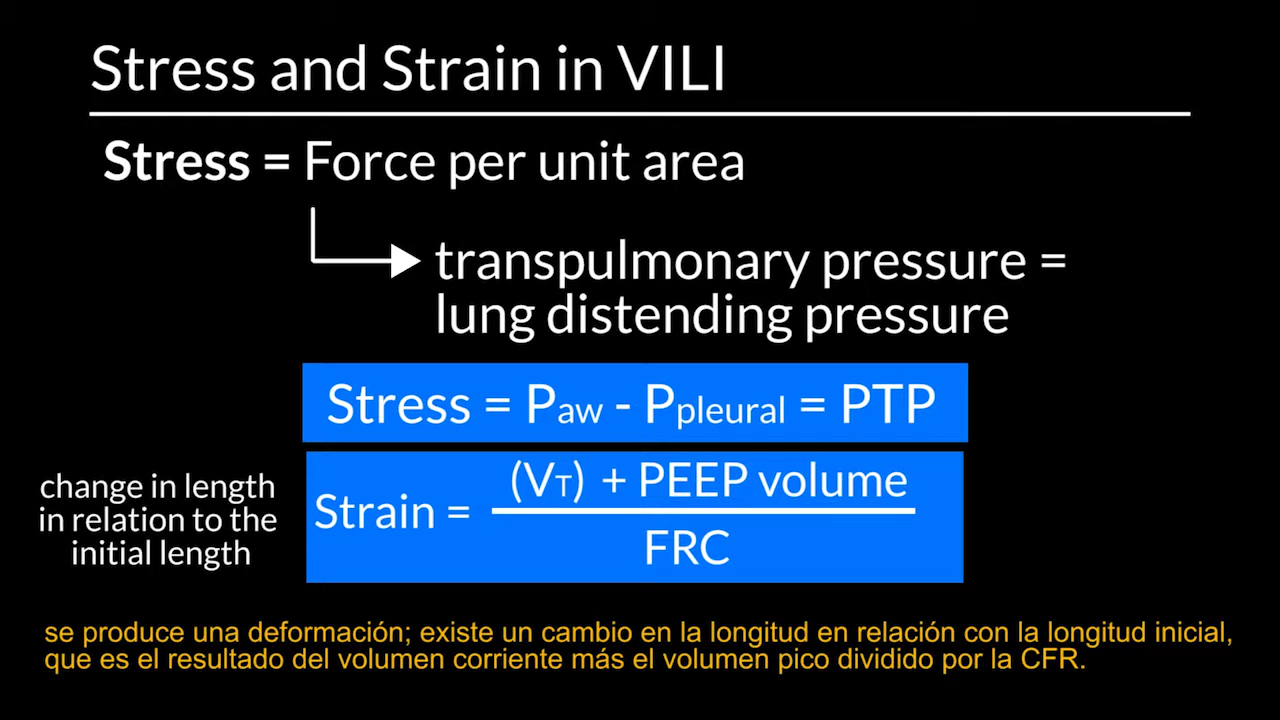 Stress and Strain in VILI
Stress = Force per unit area
transpulmonary pressure =
lung distending pressure
Stress = Paw - Ppleural = PTP
change in length
in relation to the
initial length
Strain = (VT) + PEEP volume
FRC
se produce una deformación; existe un cambio en la longitud en relación con la longitud inicial,
que es el resultado del volumen corriente más el volumen pico dividido por la CFR.